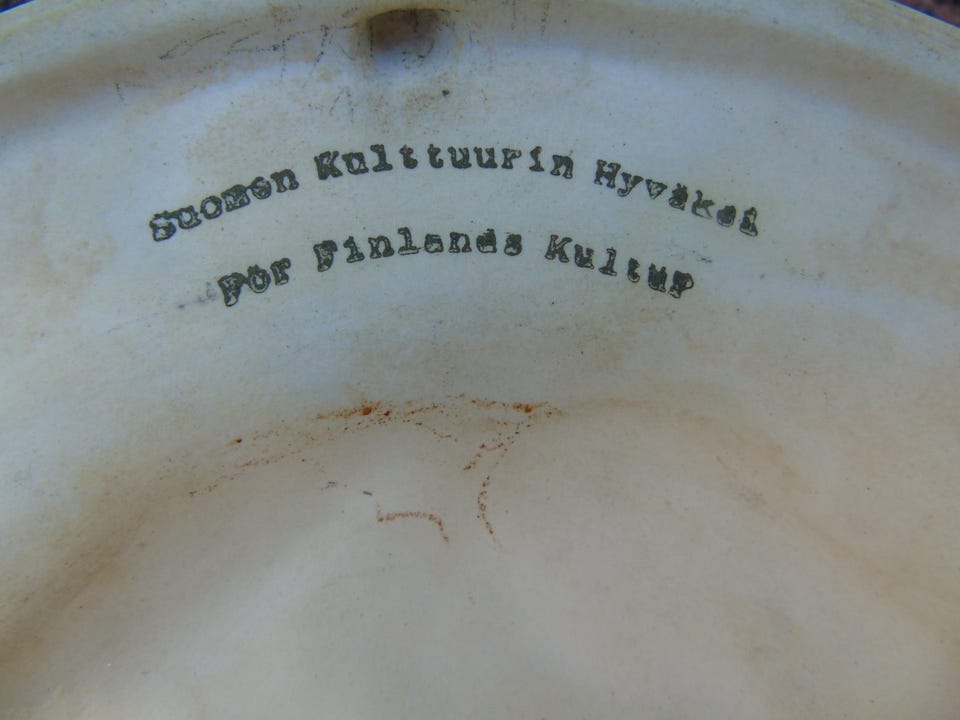 Suomen Kulttuurin Hyväksi
För Finlands Kultur